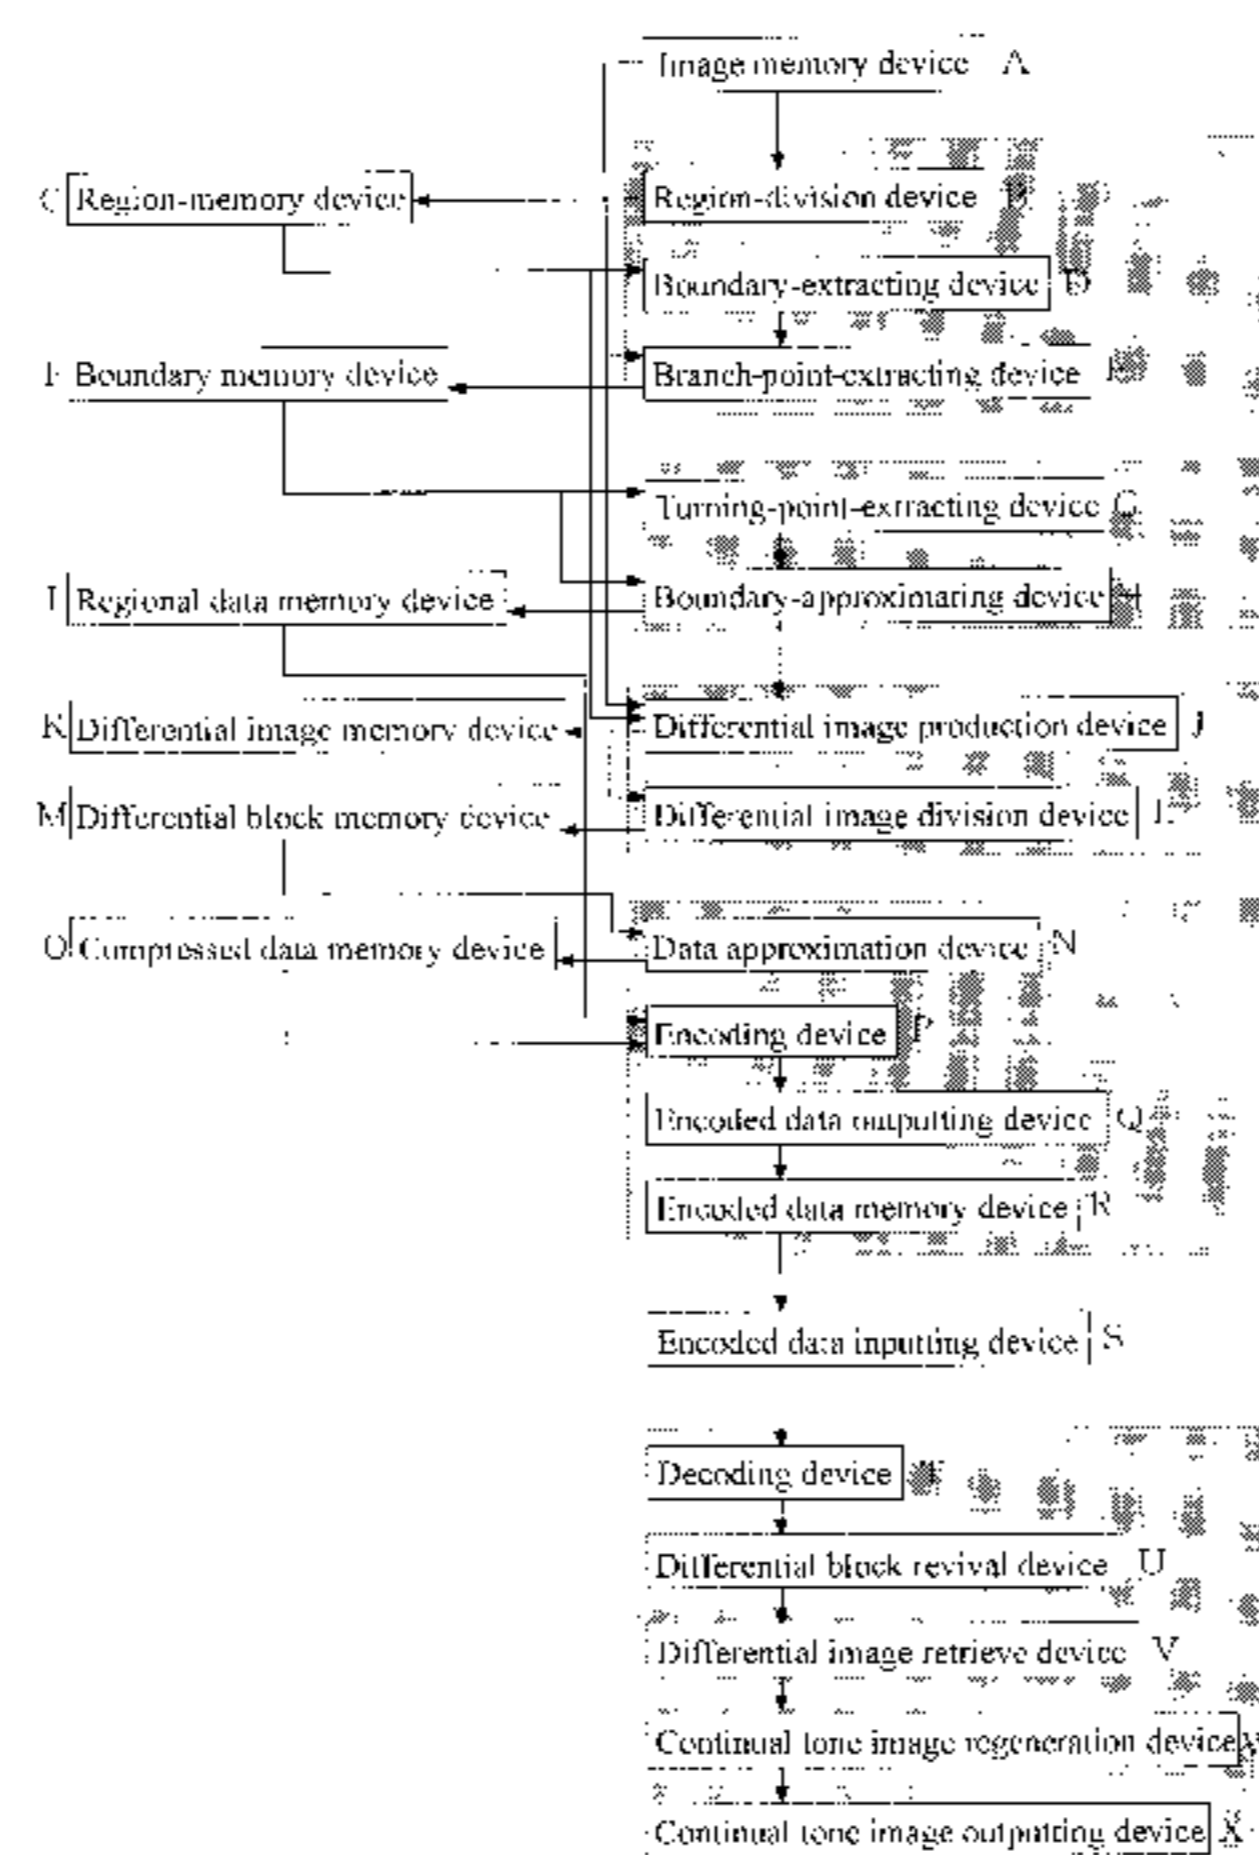 Image memory device A
C Region-memory device
Region-division device B
Boundary-extracting device D
F Boundary memory device
Branch-point-extracting device E
Turning-point-extracting device G
I Regional data memory device
Boundary-approximating device H
K Differential image memory device
Differential image production device J
M Differential block memory device
Differential image division device L
O Compressed data memory device
Data approximation device N
Encoding device P
Encoded data outputting device Q
Encoded data memory device R
Encoded data inputting device S
Decoding device
Differential block revival device U
Differential image retrieve device V
Continual tone image regeneration device
Continual tone image outputting device X